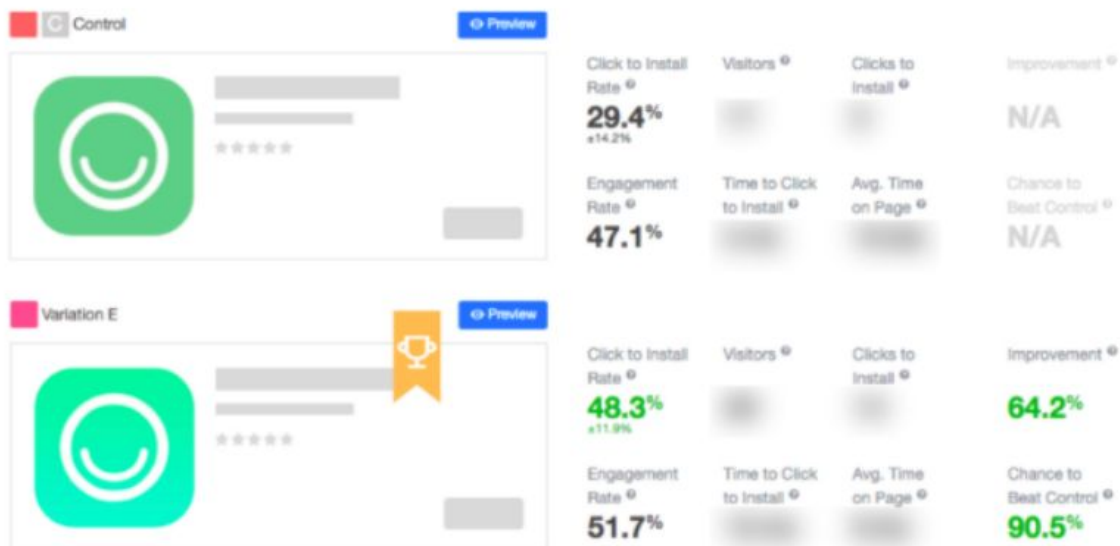 C Control
Preview
Click to Install Rate
Visitors
Clicks to Install
Improvement
29.4%
±14.2%
N/A
Engagement Rate
Time to Click to Install
Avg. Time on Page
Chance to Beat Control
47.1%
N/A
Variation E
Preview
Click to Install Rate
Visitors
Clicks to Install
Improvement
48.3%
±11.9%
64.2%
Engagement Rate
Time to Click to Install
Avg. Time on Page
Chance to Beat Control
51.7%
90.5%